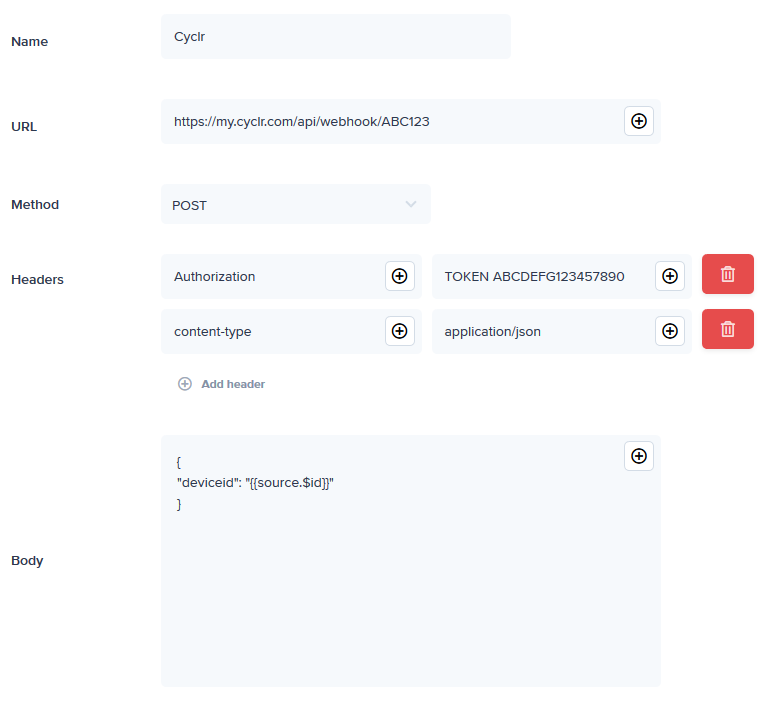 Name
Cyclr
URL
https://my.cyclr.com/api/webhook/ABC123
Method
POST
Headers
Authorization
TOKEN ABCDEFG123457890
content-type
application/json
Add header
Body
{
"deviceid": "{{source.$id}}"
}